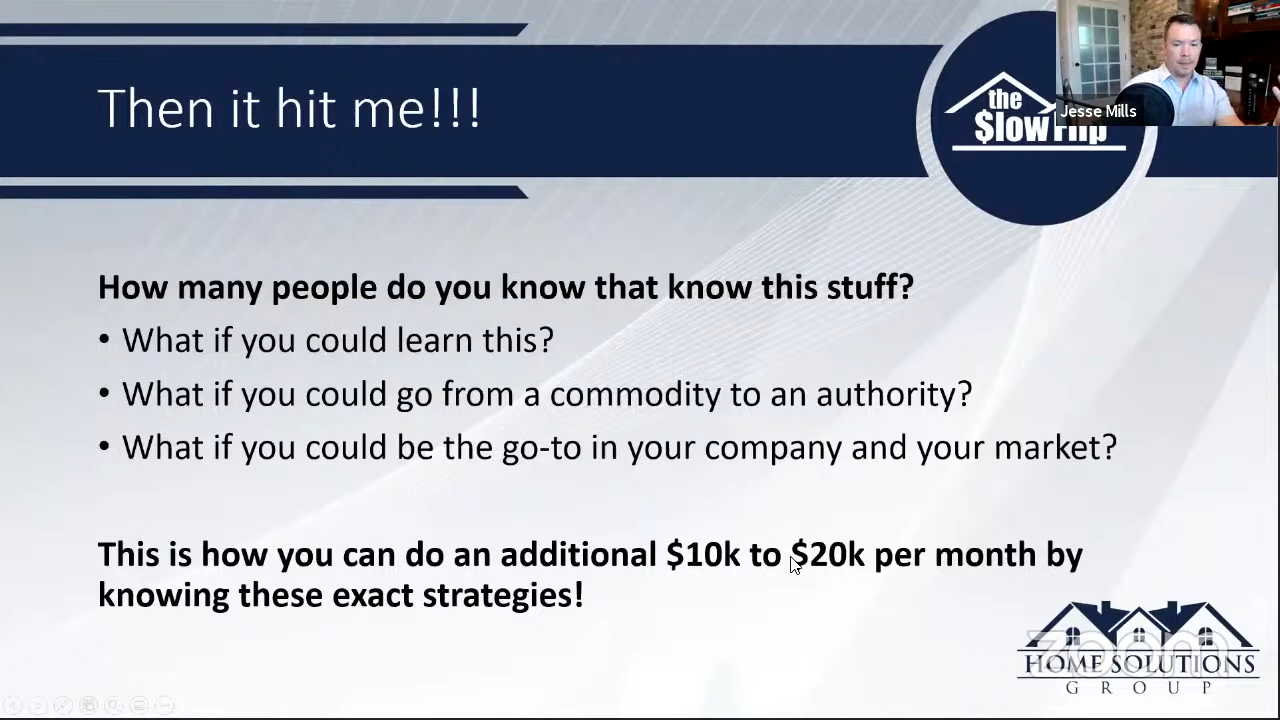 Then it hit me!!!
the
$low Flip
Jesse Mills
How many people do you know that know this stuff?
• What if you could learn this?
• What if you could go from a commodity to an authority?
• What if you could be the go-to in your company and your market?
This is how you can do an additional $10k to $20k per month by
knowing these exact strategies!
zoom
HOME SOLUTIONS
GROUP